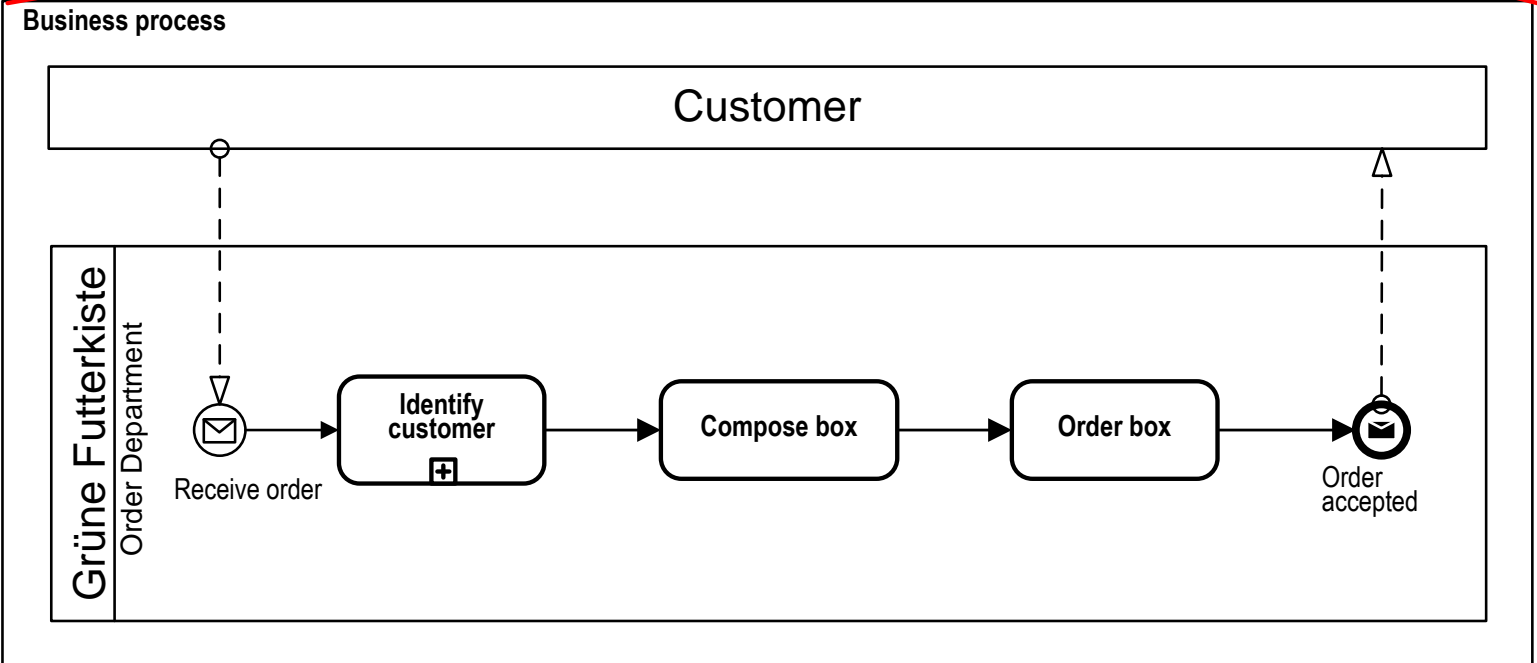 Business process
Customer
Grüne Futterkiste
Order Department
Receive order
Identify
customer
Compose box
Order box
Order
accepted